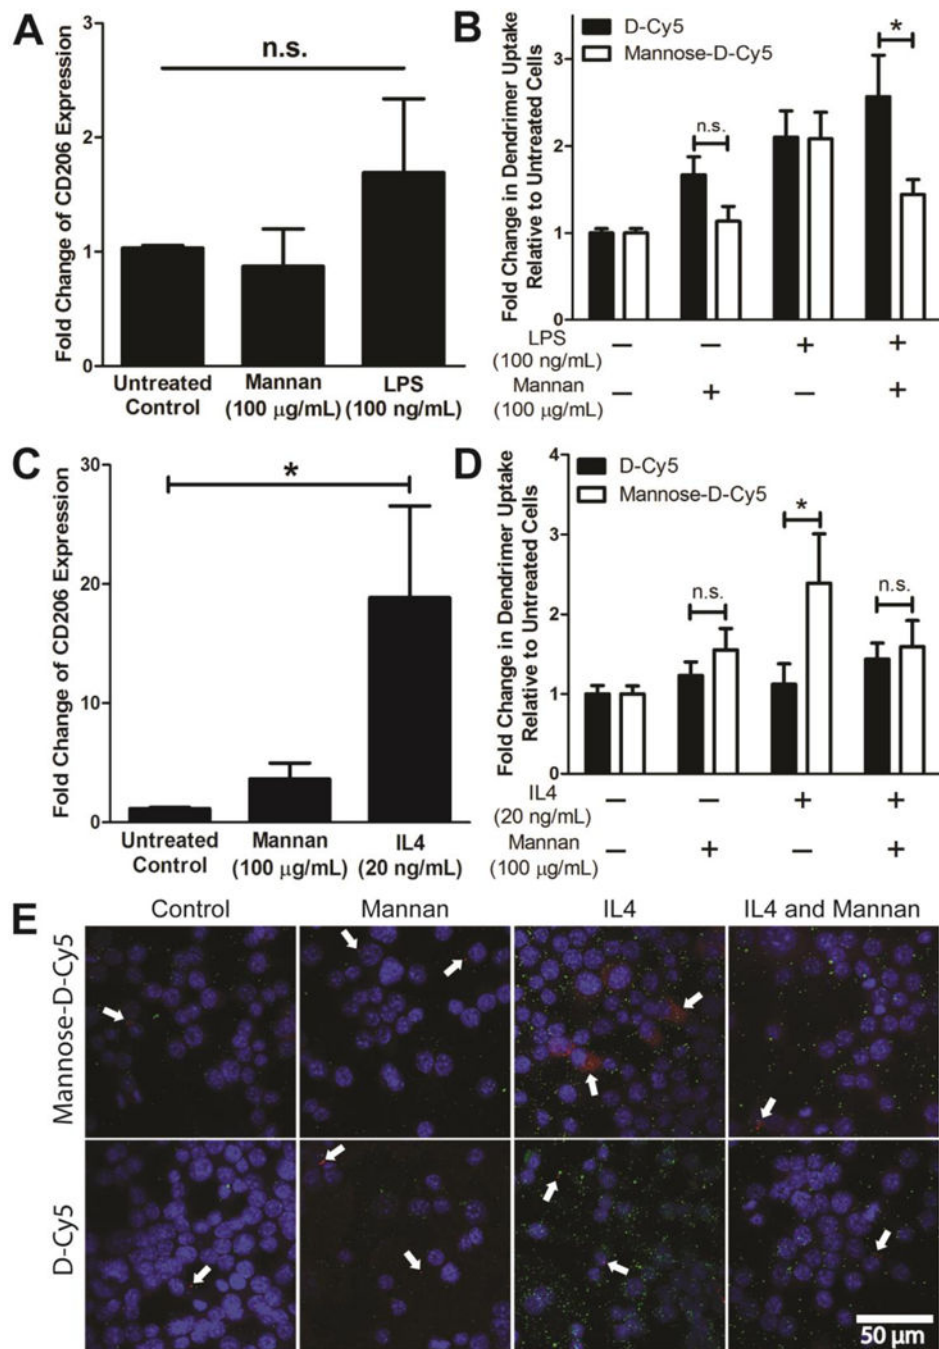 A
Fold Change of CD206 Expression
3
2
1
0
n.s.
Untreated
Control
Mannan
(100 μg/mL)
LPS
(100 ng/mL)
B
Fold Change in Dendrimer Uptake
Relative to Untreated Cells
D-Cy5
Mannose-D-Cy5
3
2
1
0
n.s.
*
LPS
(100 ng/mL)
− − + +
Mannan
(100 μg/mL)
− + − +
C
Fold Change of CD206 Expression
30
20
10
0
*
Untreated
Control
Mannan
(100 μg/mL)
IL4
(20 ng/mL)
D
Fold Change in Dendrimer Uptake
Relative to Untreated Cells
D-Cy5
Mannose-D-Cy5
4
3
2
1
0
n.s.
*
n.s.
IL4
(20 ng/mL)
− − + +
Mannan
(100 μg/mL)
− + − +
E
Control Mannan IL4 IL4 and Mannan
Mannose-D-Cy5
D-Cy5
50 μm